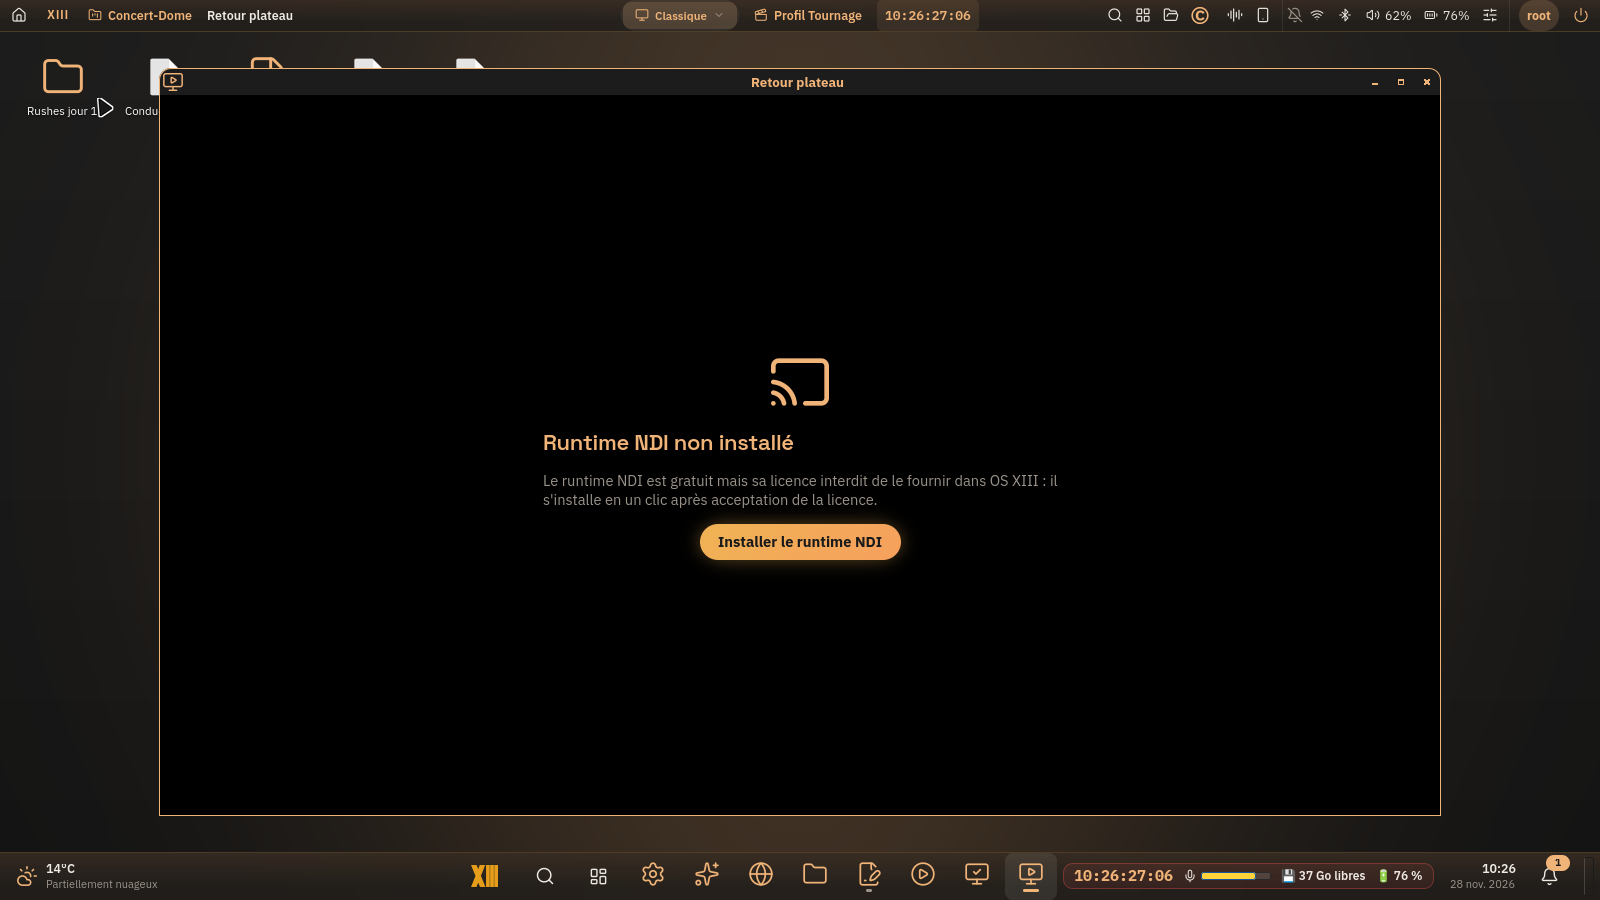 XIII Concert-Dome Retour plateau Classique Profil Tournage 10:26:27:06 62% 76% root
Rushes jour 1 Condu
Retour plateau
Runtime NDI non installé
Le runtime NDI est gratuit mais sa licence interdit de le fournir dans OS XIII : il
s'installe en un clic après acceptation de la licence.
Installer le runtime NDI
14°C
Partiellement nuageux
XIII
10:26:27:06 37 Go libres 76 %
10:26
28 nov. 2026
1